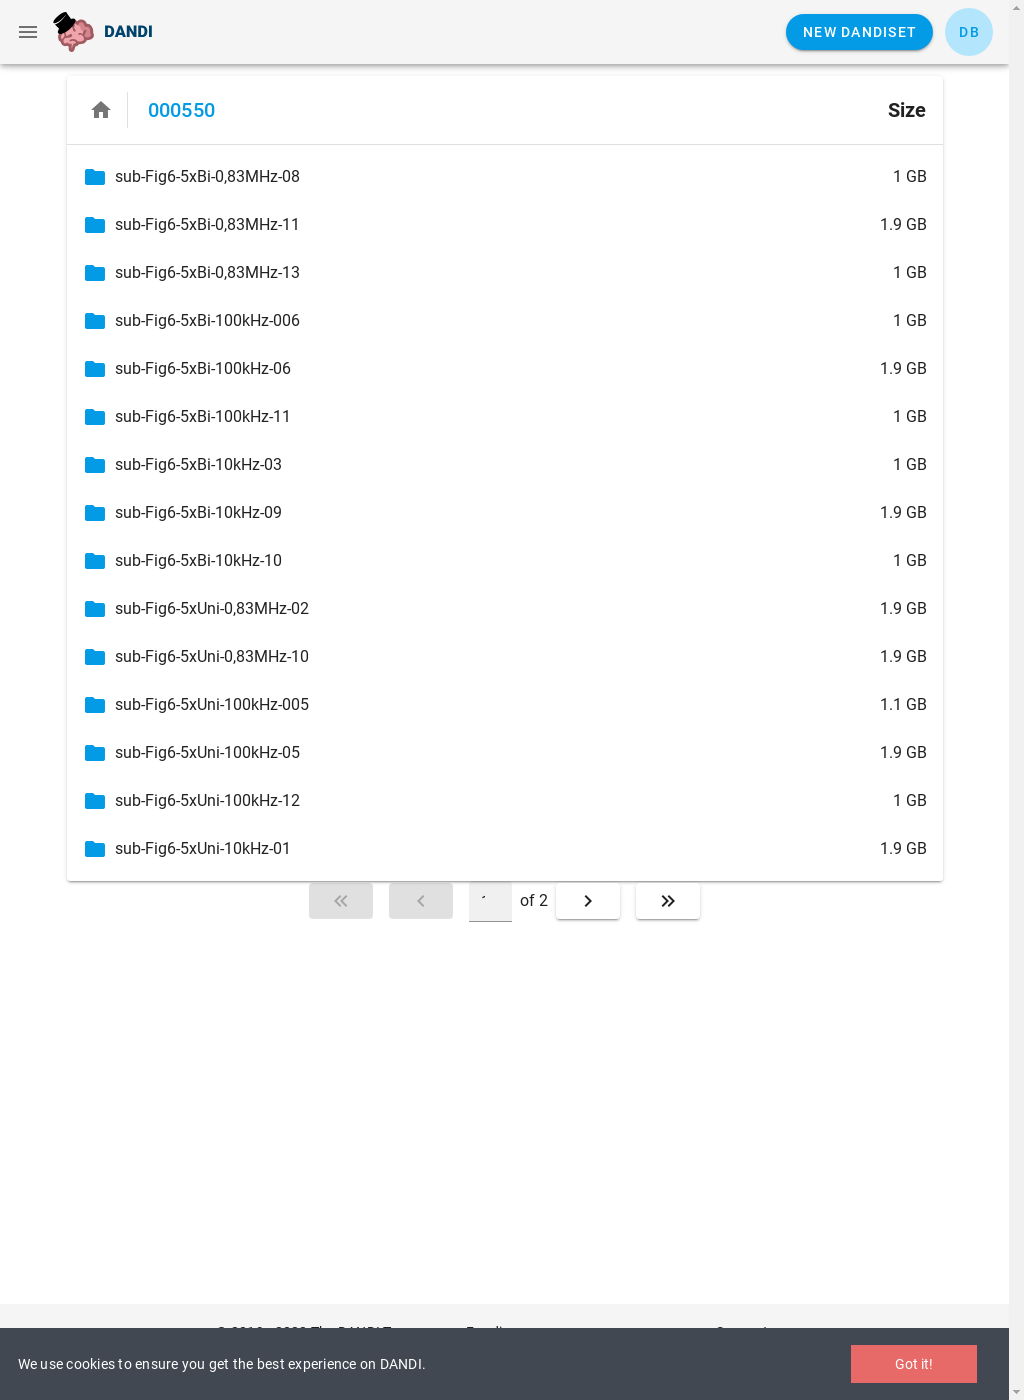 DANDI
NEW DANDISET
DB
000550
Size
sub-Fig6-5xBi-0,83MHz-08 1 GB
sub-Fig6-5xBi-0,83MHz-11 1.9 GB
sub-Fig6-5xBi-0,83MHz-13 1 GB
sub-Fig6-5xBi-100kHz-006 1 GB
sub-Fig6-5xBi-100kHz-06 1.9 GB
sub-Fig6-5xBi-100kHz-11 1 GB
sub-Fig6-5xBi-10kHz-03 1 GB
sub-Fig6-5xBi-10kHz-09 1.9 GB
sub-Fig6-5xBi-10kHz-10 1 GB
sub-Fig6-5xUni-0,83MHz-02 1.9 GB
sub-Fig6-5xUni-0,83MHz-10 1.9 GB
sub-Fig6-5xUni-100kHz-005 1.1 GB
sub-Fig6-5xUni-100kHz-05 1.9 GB
sub-Fig6-5xUni-100kHz-12 1 GB
sub-Fig6-5xUni-10kHz-01 1.9 GB
of 2
We use cookies to ensure you get the best experience on DANDI.
Got it!